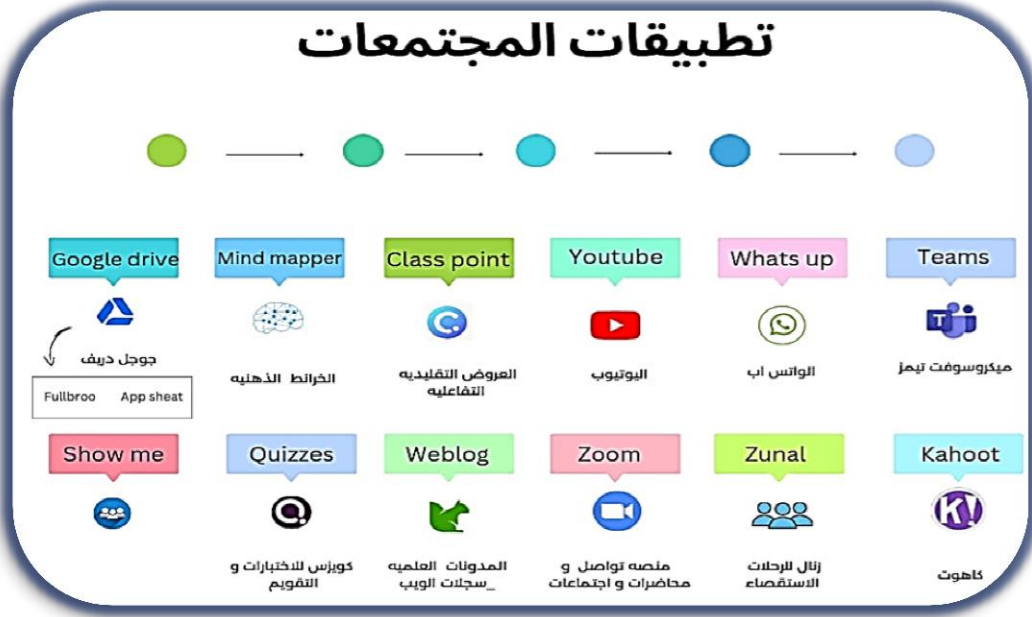 تطبيقات المجتمعات
Google drive
Mind mapper
Class point
Youtube
Whats up
Teams
جوجل دريف
الخرائط الذهنيه
العروض التقليديه
التفاعليه
اليوتيوب
الواتس اب
ميكروسوفت تيمز
Fullbroo
App sheat
Show me
Quizzes
Weblog
Zoom
Zunal
Kahoot
كويزس للاختبارات و
التقويم
المدونات العلميه
_سجلات الويب
منصه تواصل و
محاضرات و اجتماعات
زنال للرحلات
الاستقصاء
كاهوت